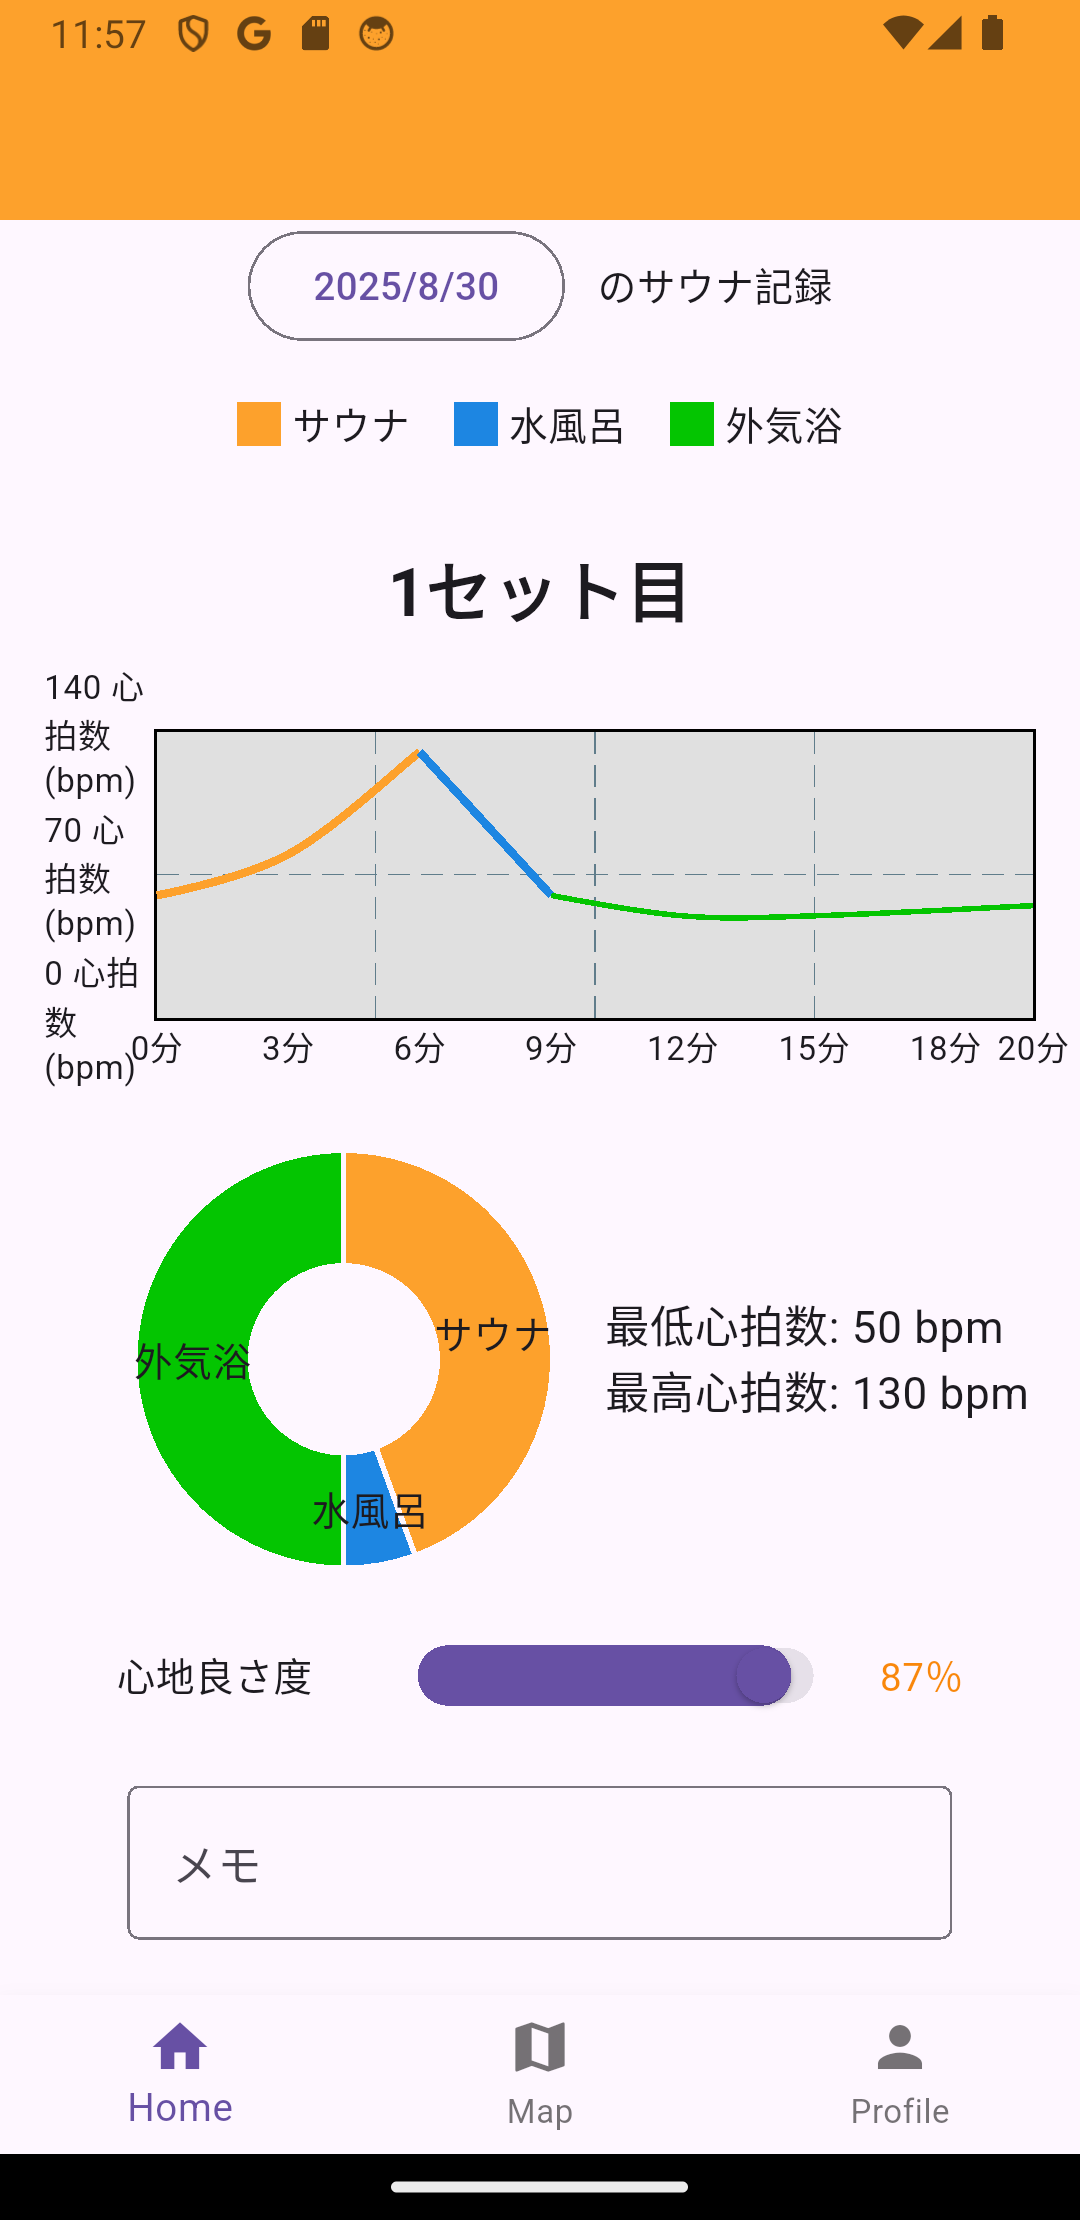 11:57
2025/8/30 のサウナ記録
サウナ 水風呂 外気浴
1セット目
140 心
拍数
(bpm)
70 心
拍数
(bpm)
0 心拍
数
(bpm)
0分 3分 6分 9分 12分 15分 18分 20分
サウナ
外気浴
水風呂
最低心拍数: 50 bpm
最高心拍数: 130 bpm
心地良さ度 87%
メモ
Home Map Profile